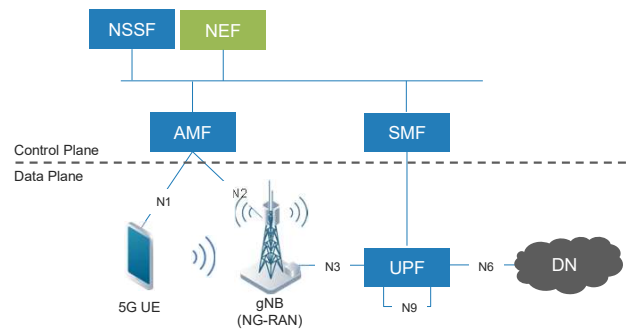 NSSF
NEF
AMF
SMF
Control Plane
Data Plane
N1
N2
N3
UPF
N6
DN
N9
5G UE
gNB
(NG-RAN)